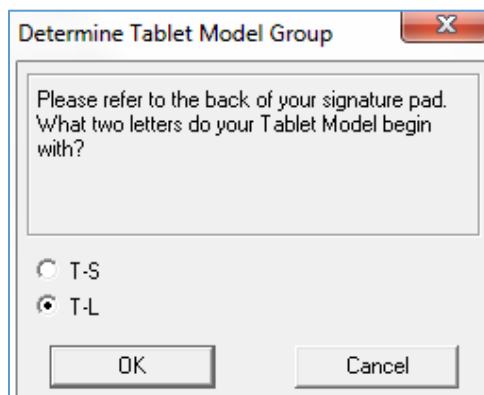 Determine Tablet Model Group
X
Please refer to the back of your signature pad.
What two letters do your Tablet Model begin
with?
T-S
T-L
OK
Cancel